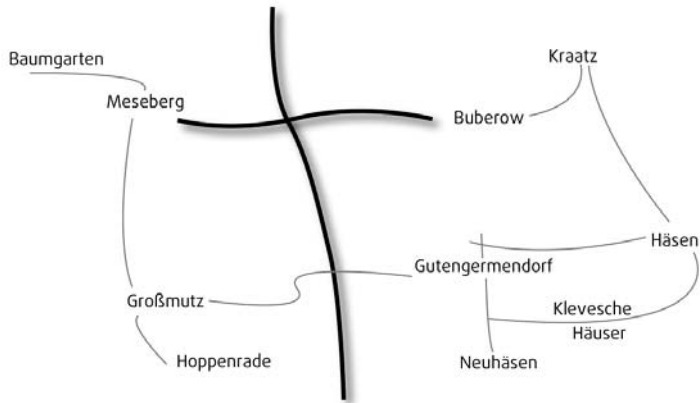 Kraatz
Baumgarten
Meseberg
Buberow
Häsen
Gutengermendorf
Großmutz
Klevesche
Häuser
Hoppenrade
Neuhäsen